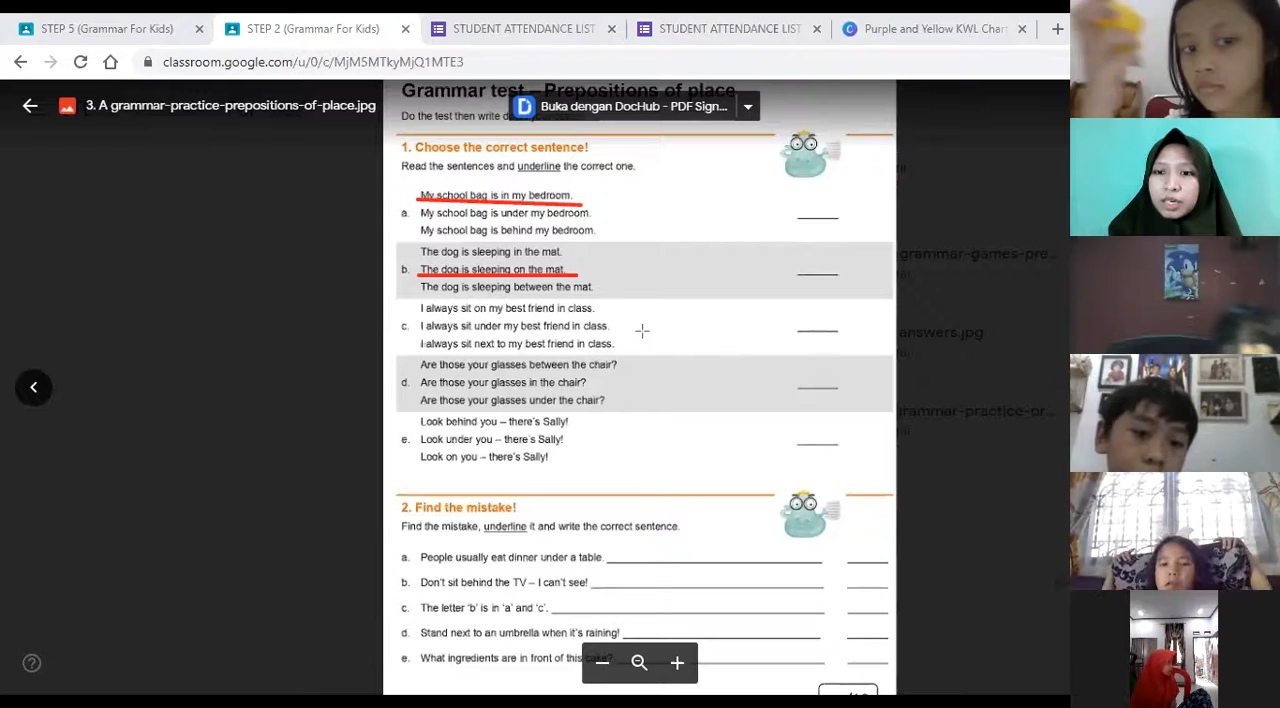 STEP 5 (Grammar For Kids)
STEP 2 (Grammar For Kids)
STUDENT ATTENDANCE LIST
STUDENT ATTENDANCE LIST
Purple and Yellow KWL Chart
classroom.google.com/u/0/c/MjM5MTkyMjQ1MTE3
3. A grammar-practice-prepositions-of-place.jpg
Buka dengan DocHub - PDF Sign...
Grammar test – Prepositions of place
Do the test then write
1. Choose the correct sentence!
Read the sentences and underline the correct one.
My school bag is in my bedroom.
a. My school bag is under my bedroom.
My school bag is behind my bedroom.
The dog is sleeping in the mat.
b. The dog is sleeping on the mat.
The dog is sleeping between the mat.
I always sit on my best friend in class.
c. I always sit under my best friend in class.
I always sit next to my best friend in class.
Are those your glasses between the chair?
d. Are those your glasses in the chair?
Are those your glasses under the chair?
Look behind you – there's Sally!
e. Look under you – there's Sally!
Look on you – there's Sally!
grammar-games-pre...
answers.jpg
grammar-practice-pr...
2. Find the mistake!
Find the mistake, underline it and write the correct sentence.
a. People usually eat dinner under a table.
b. Don't sit behind the TV – I can't see!
c. The letter 'b' is in 'a' and 'c'.
d. Stand next to an umbrella when it's raining!
e. What ingredients are in front of this cake?